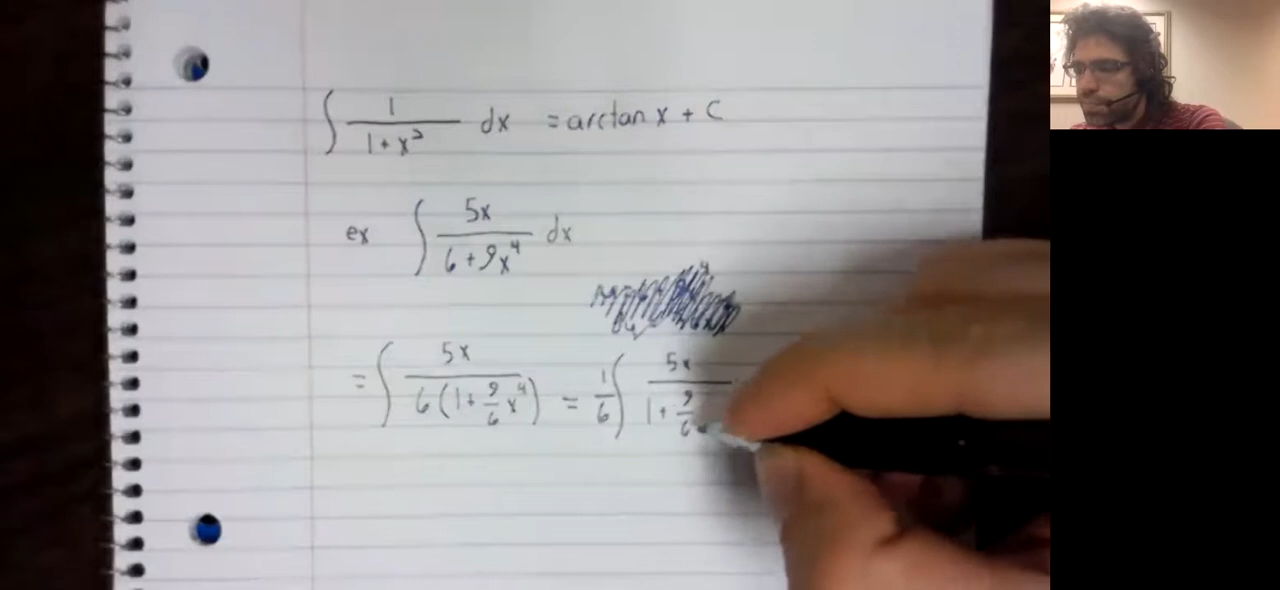 ∫ 1/(1+x²) dx = arctan x + C
ex ∫ 5x/(6+9x⁴) dx
= ∫ 5x/(6(1+9/6 x⁴)) = 1/6 ∫ 5x/(1+9/6